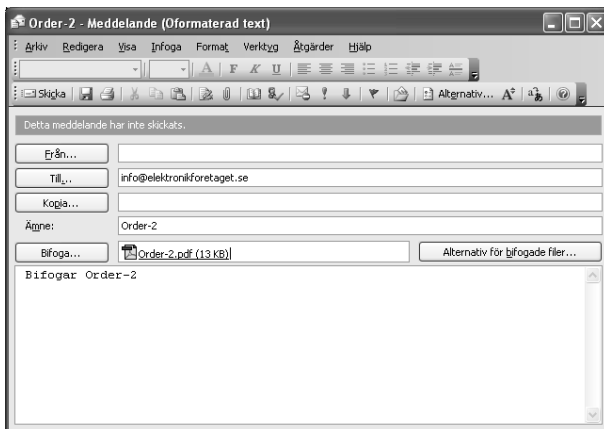 Order-2 - Meddelande (Oformaterad text)
Arkiv Redigera Visa Infoga Format Verktyg Åtgärder Hjälp
A F K U
Skicka Alternativ...
Detta meddelande har inte skickats.
Från...
Till... info@elektronikforetaget.se
Kopia...
Ämne: Order-2
Bifoga... Order-2.pdf (13 KB) Alternativ för bifogade filer...
Bifogar Order-2